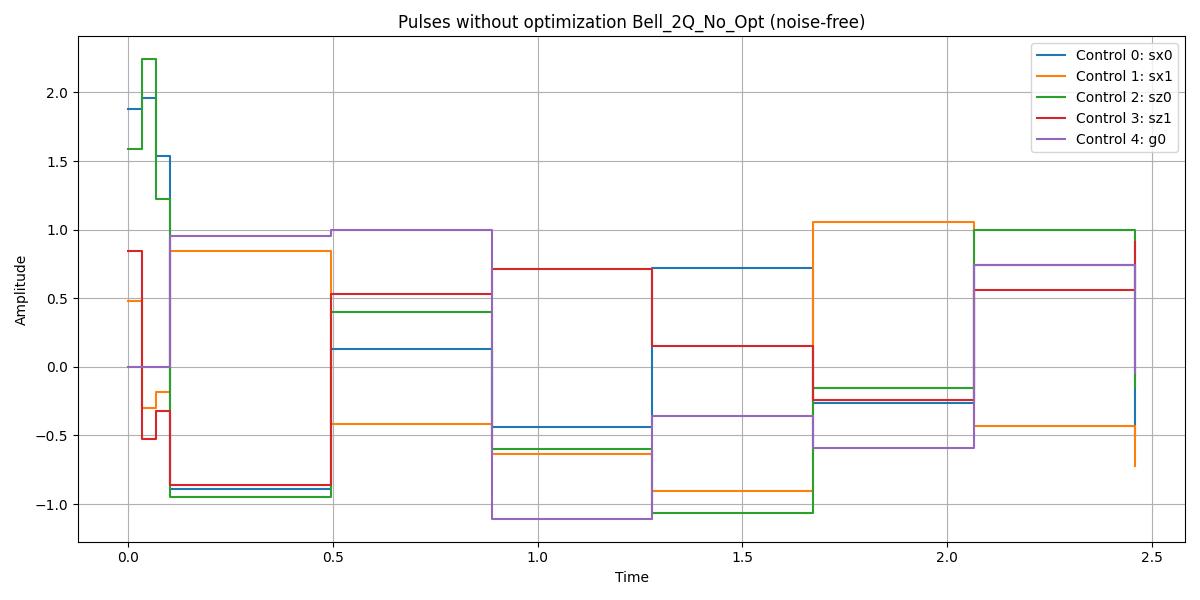 Pulses without optimization Bell_2Q_No_Opt (noise-free)
Control 0: sx0
Control 1: sx1
Control 2: sz0
Control 3: sz1
Control 4: g0
Amplitude
2.0
1.5
1.0
0.5
0.0
−0.5
−1.0
0.0 0.5 1.0 1.5 2.0 2.5
Time